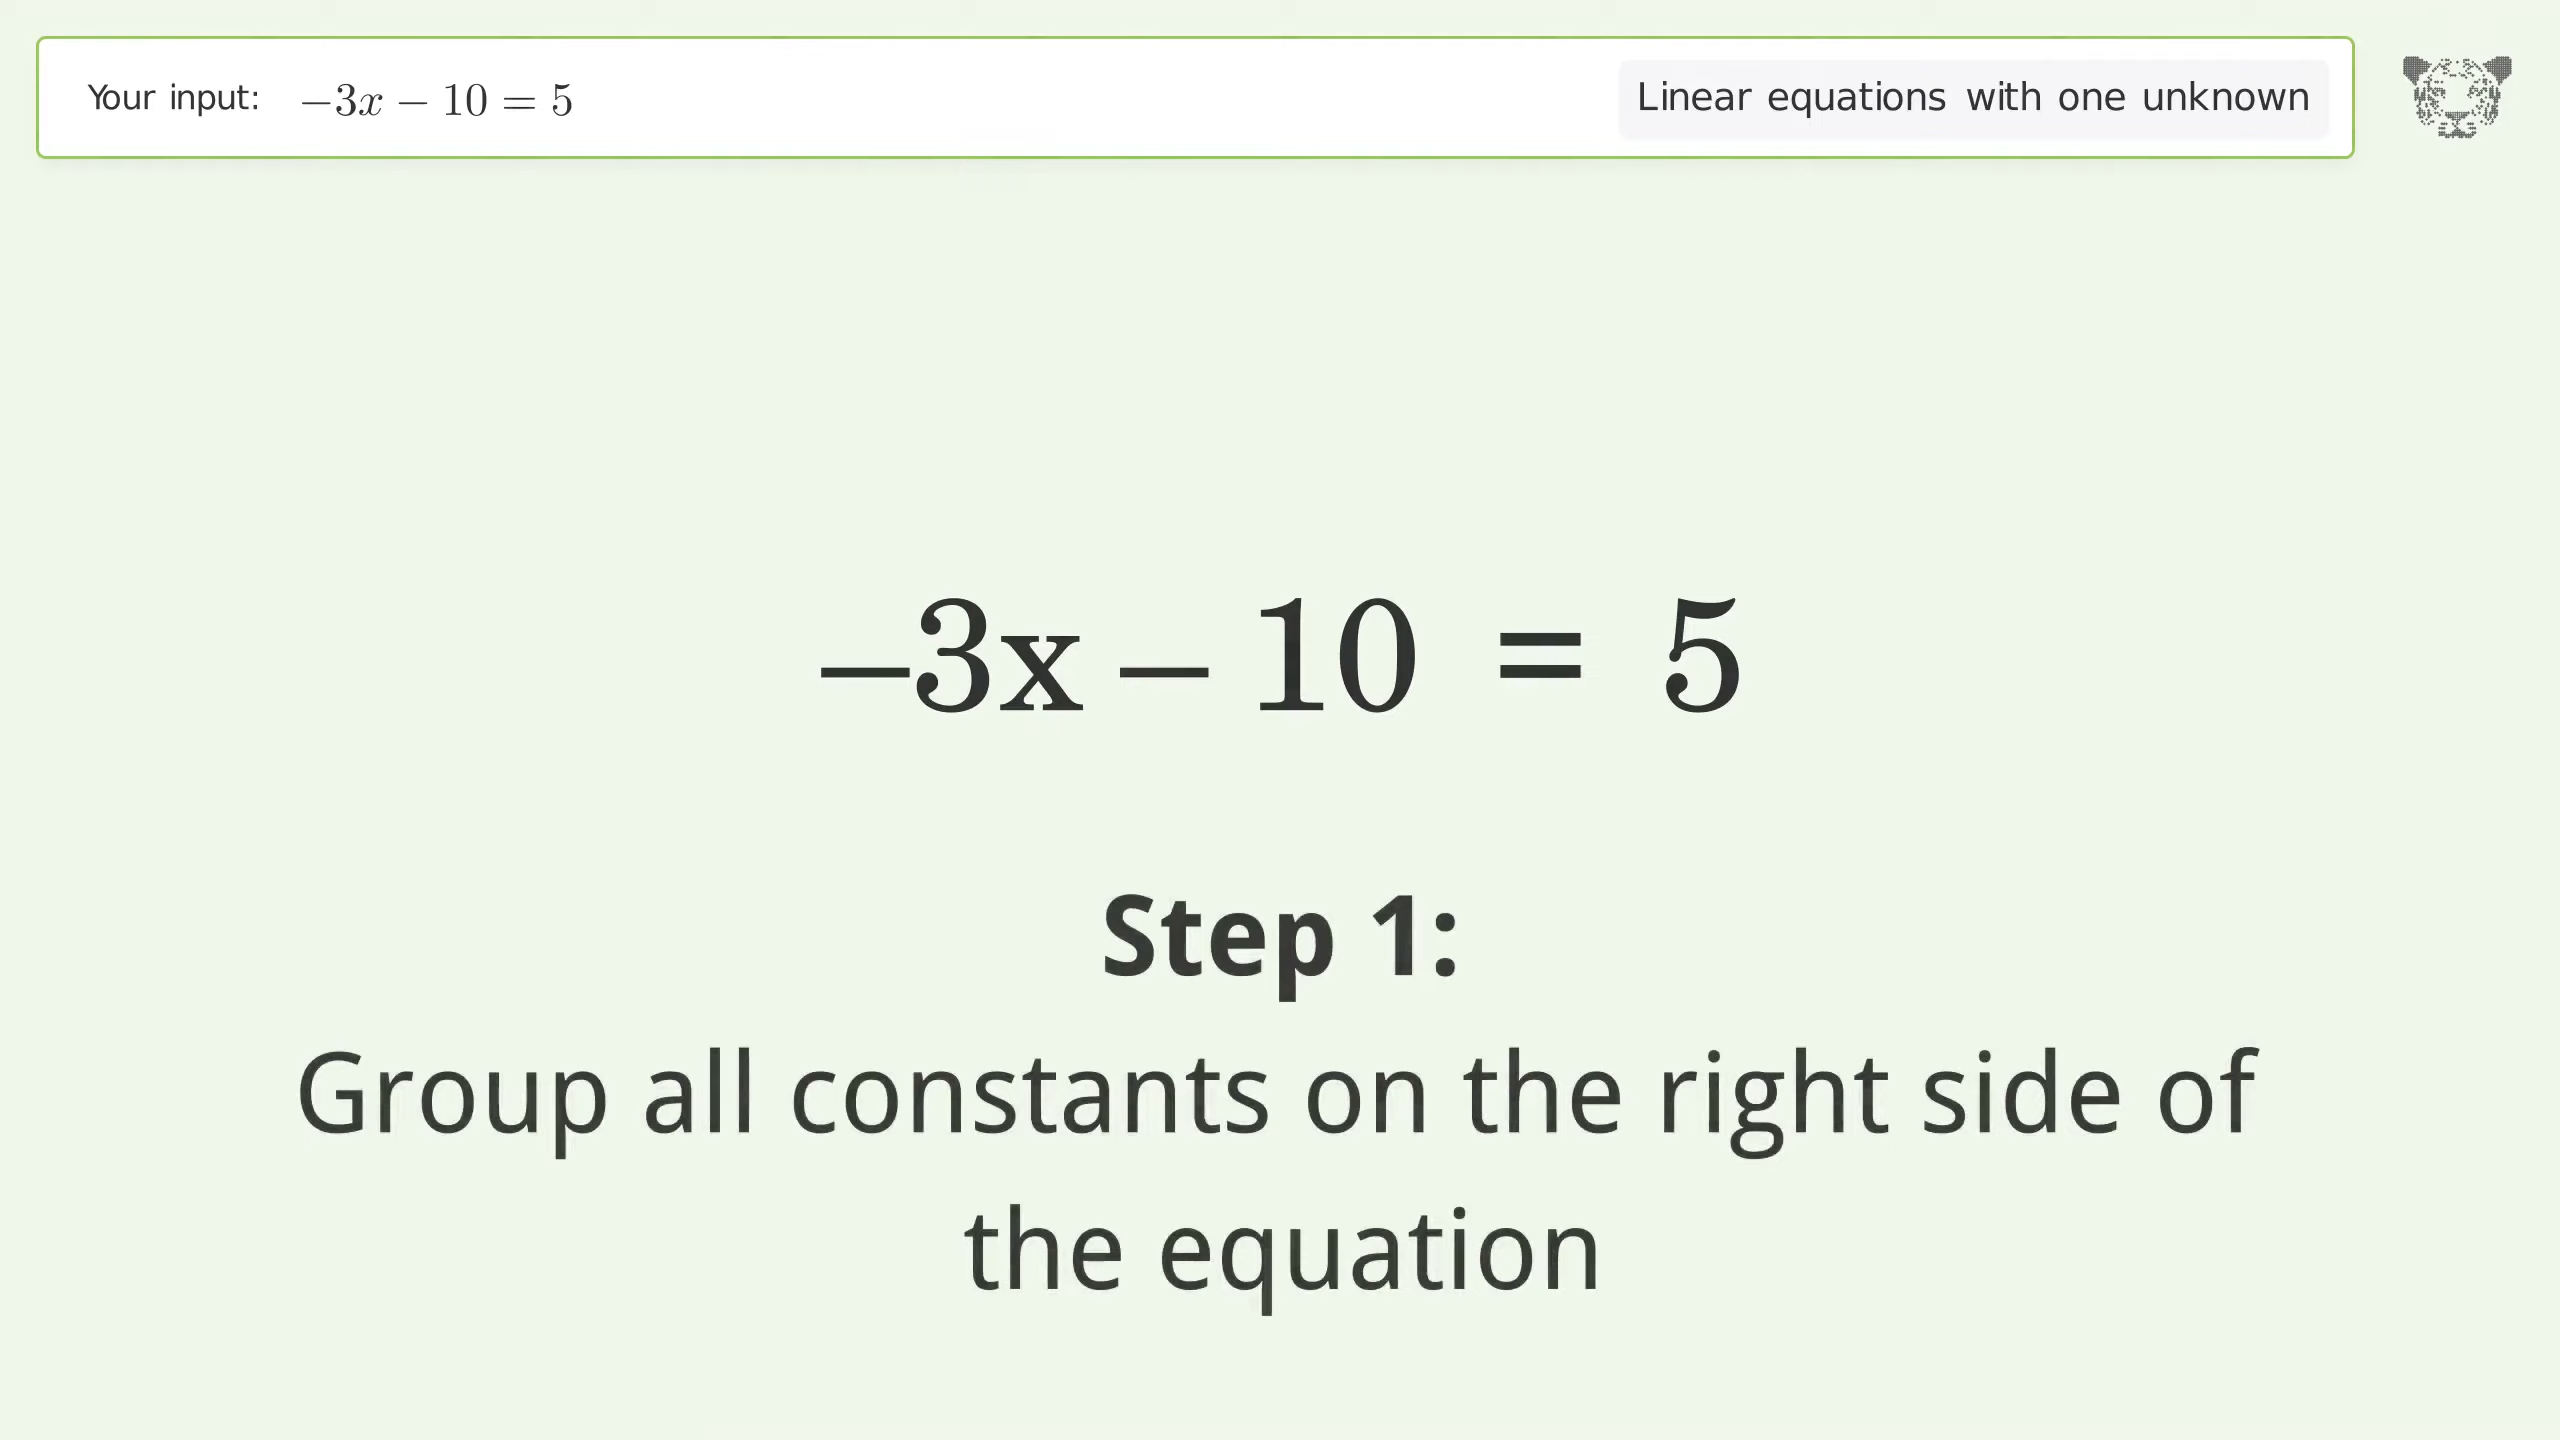 Your input: −3x − 10 = 5
Linear equations with one unknown
−3x − 10 = 5
Step 1:
Group all constants on the right side of
the equation